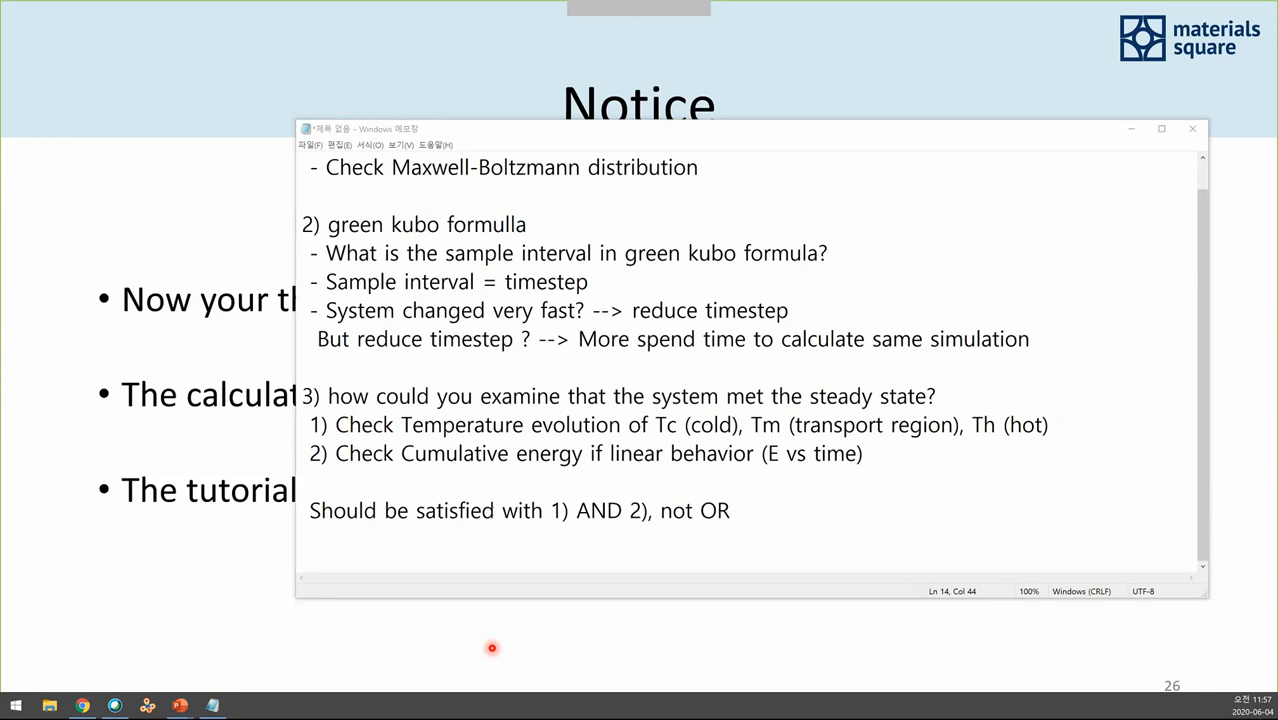 materials
square
Notice
*제목 없음 - Windows 메모장
파일(F) 편집(E) 서식(O) 보기(V) 도움말(H)
- Check Maxwell-Boltzmann distribution
2) green kubo formulla
- What is the sample interval in green kubo formula?
- Sample interval = timestep
- System changed very fast? --> reduce timestep
But reduce timestep ? --> More spend time to calculate same simulation
3) how could you examine that the system met the steady state?
1) Check Temperature evolution of Tc (cold), Tm (transport region), Th (hot)
2) Check Cumulative energy if linear behavior (E vs time)
Should be satisfied with 1) AND 2), not OR
Ln 14, Col 44 100% Windows (CRLF) UTF-8
• Now your th
• The calculat
• The tutorial
26
오전 11:57
2020-06-04